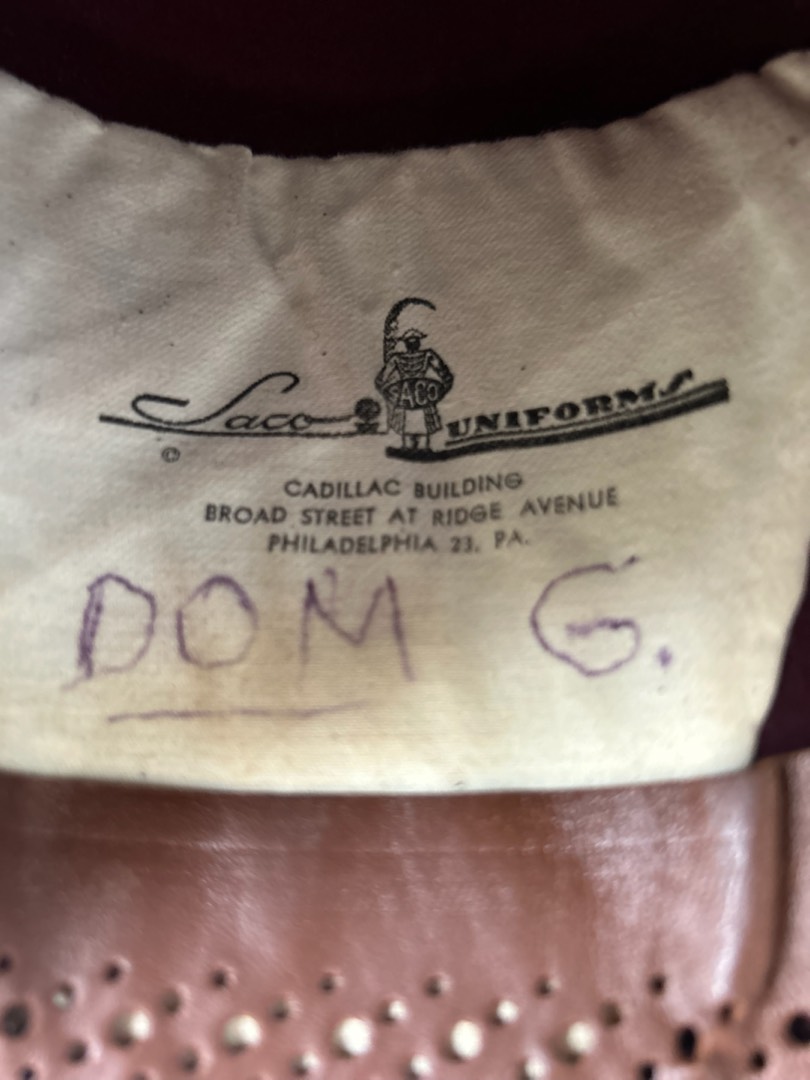 Saco SACO UNIFORMS
©
CADILLAC BUILDING
BROAD STREET AT RIDGE AVENUE
PHILADELPHIA 23, PA.
DOM G.